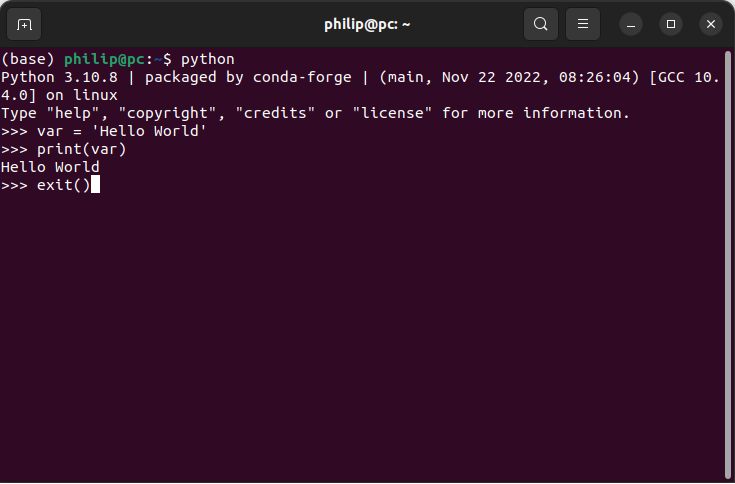 philip@pc: ~
(base) philip@pc:~$ python
Python 3.10.8 | packaged by conda-forge | (main, Nov 22 2022, 08:26:04) [GCC 10.
4.0] on linux
Type "help", "copyright", "credits" or "license" for more information.
>>> var = 'Hello World'
>>> print(var)
Hello World
>>> exit()